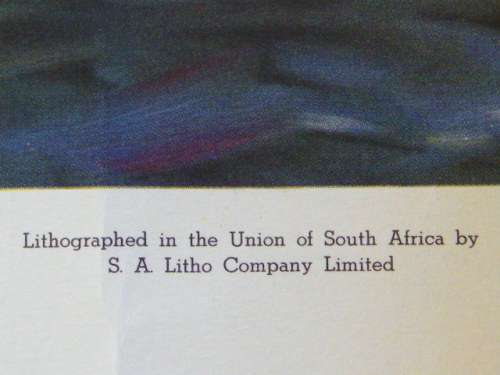 Lithographed in the Union of South Africa by
S. A. Litho Company Limited